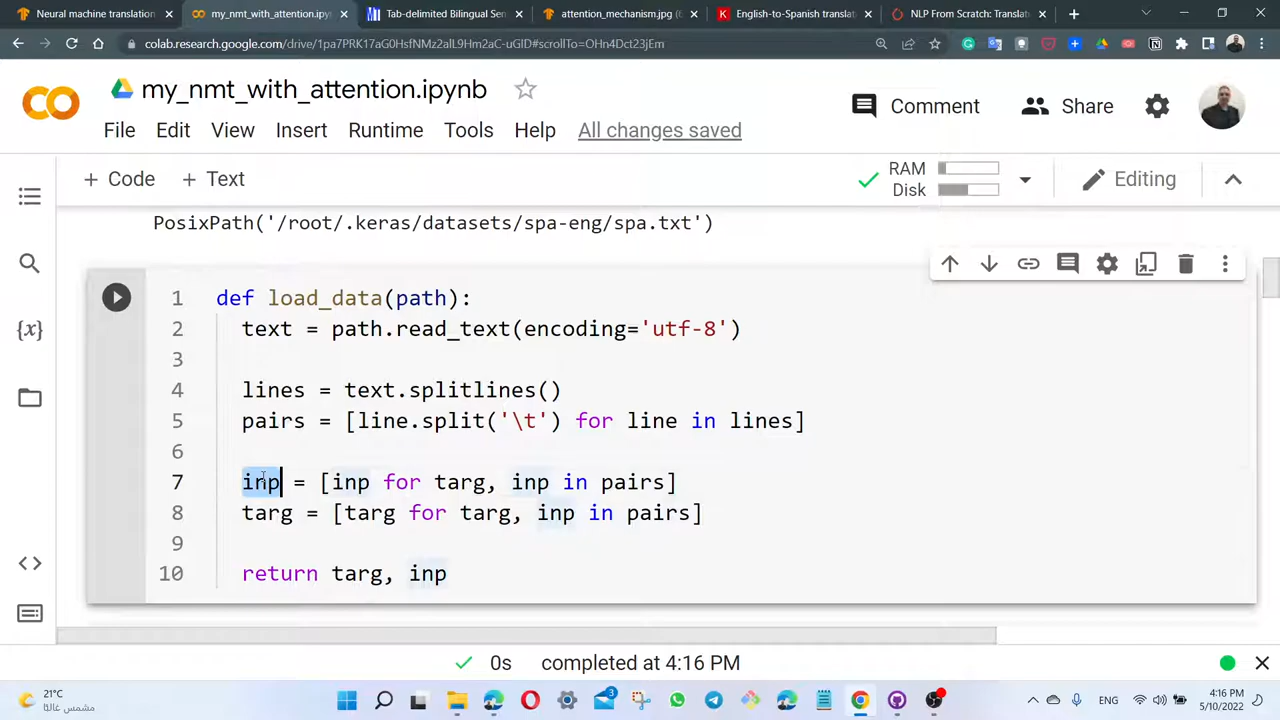 Neural machine translation
my_nmt_with_attention.ipyn
Tab-delimited Bilingual Sen
attention_mechanism.jpg (
English-to-Spanish translat
NLP From Scratch: Translat
colab.research.google.com/drive/1pa7PRK17aG0HsfNMz2alL9Hm2aC-uGID#scrollTo=OHn4Dct23jEm
my_nmt_with_attention.ipynb
Comment
Share
File Edit View Insert Runtime Tools Help All changes saved
+ Code + Text
RAM
Disk
Editing
PosixPath('/root/.keras/datasets/spa-eng/spa.txt')
1 def load_data(path):
2 text = path.read_text(encoding='utf-8')
3
4 lines = text.splitlines()
5 pairs = [line.split('\t') for line in lines]
6
7 inp = [inp for targ, inp in pairs]
8 targ = [targ for targ, inp in pairs]
9
10 return targ, inp
{x}
0s completed at 4:16 PM
21°C
مشمس غالبًا
3
ENG
4:16 PM
5/10/2022